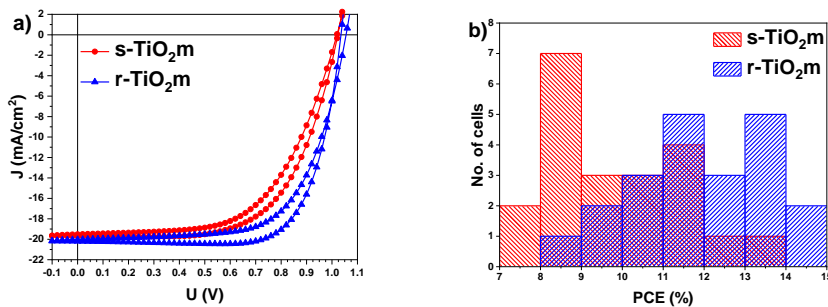 a)
2
0
-2
-4
-6
-8
-10
-12
-14
-16
-18
-20
-22
J (mA/cm²)
s-TiO₂m
r-TiO₂m
-0.1 0.0 0.1 0.2 0.3 0.4 0.5 0.6 0.7 0.8 0.9 1.0 1.1
U (V)
b)
8
7
6
5
4
3
2
1
0
No. of cells
s-TiO₂m
r-TiO₂m
7 8 9 10 11 12 13 14 15
PCE (%)